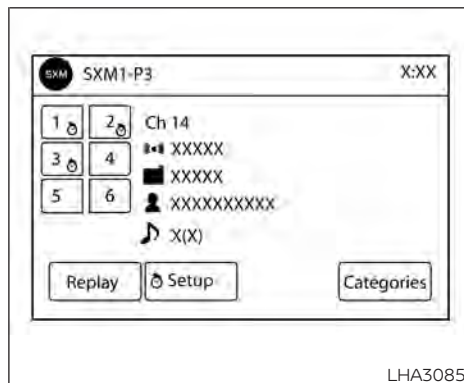 SXM SXM1-P3 X:XX
1 2 Ch 14
XXXXX
3 4
XXXXX
5 6 XXXXXXXXXX
X(X)
Replay Setup Categories
LHA3085